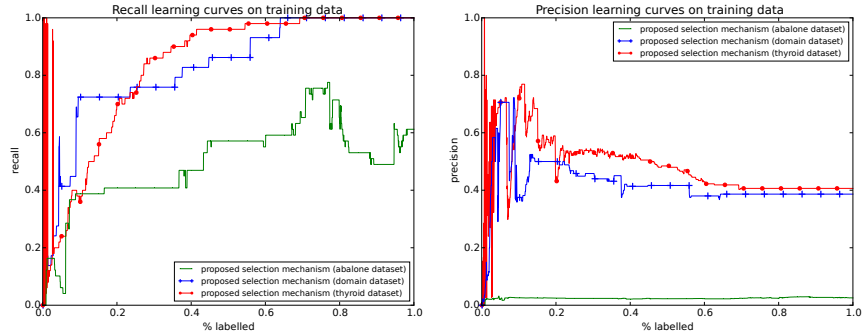 Recall learning curves on training data
1.0
0.8
0.6
0.4
0.2
0.0
recall
proposed selection mechanism (abalone dataset)
proposed selection mechanism (domain dataset)
proposed selection mechanism (thyroid dataset)
0.0 0.2 0.4 0.6 0.8 1.0
% labelled
Precision learning curves on training data
1.0
0.8
0.6
0.4
0.2
0.0
precision
proposed selection mechanism (abalone dataset)
proposed selection mechanism (domain dataset)
proposed selection mechanism (thyroid dataset)
0.0 0.2 0.4 0.6 0.8 1.0
% labelled